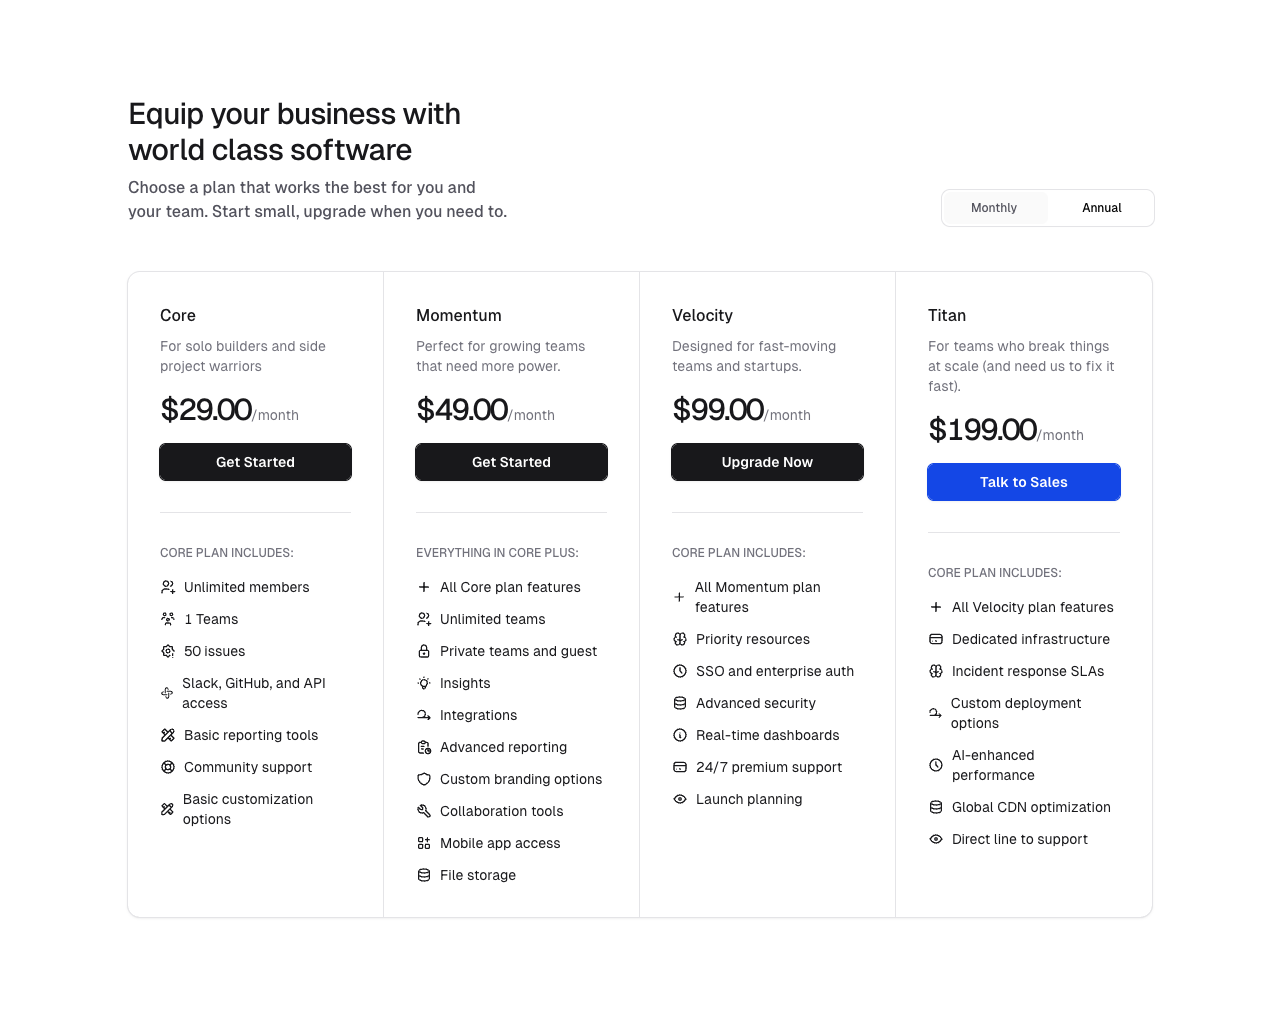 Equip your business with
world class software
Choose a plan that works the best for you and
your team. Start small, upgrade when you need to.
Monthly
Annual
Core
For solo builders and side
project warriors
$29.00/month
Get Started
CORE PLAN INCLUDES:
Unlimited members
1 Teams
50 issues
Slack, GitHub, and API
access
Basic reporting tools
Community support
Basic customization
options
Momentum
Perfect for growing teams
that need more power.
$49.00/month
Get Started
EVERYTHING IN CORE PLUS:
All Core plan features
Unlimited teams
Private teams and guest
Insights
Integrations
Advanced reporting
Custom branding options
Collaboration tools
Mobile app access
File storage
Velocity
Designed for fast-moving
teams and startups.
$99.00/month
Upgrade Now
CORE PLAN INCLUDES:
All Momentum plan
features
Priority resources
SSO and enterprise auth
Advanced security
Real-time dashboards
24/7 premium support
Launch planning
Titan
For teams who break things
at scale (and need us to fix it
fast).
$199.00/month
Talk to Sales
CORE PLAN INCLUDES:
All Velocity plan features
Dedicated infrastructure
Incident response SLAs
Custom deployment
options
AI-enhanced
performance
Global CDN optimization
Direct line to support